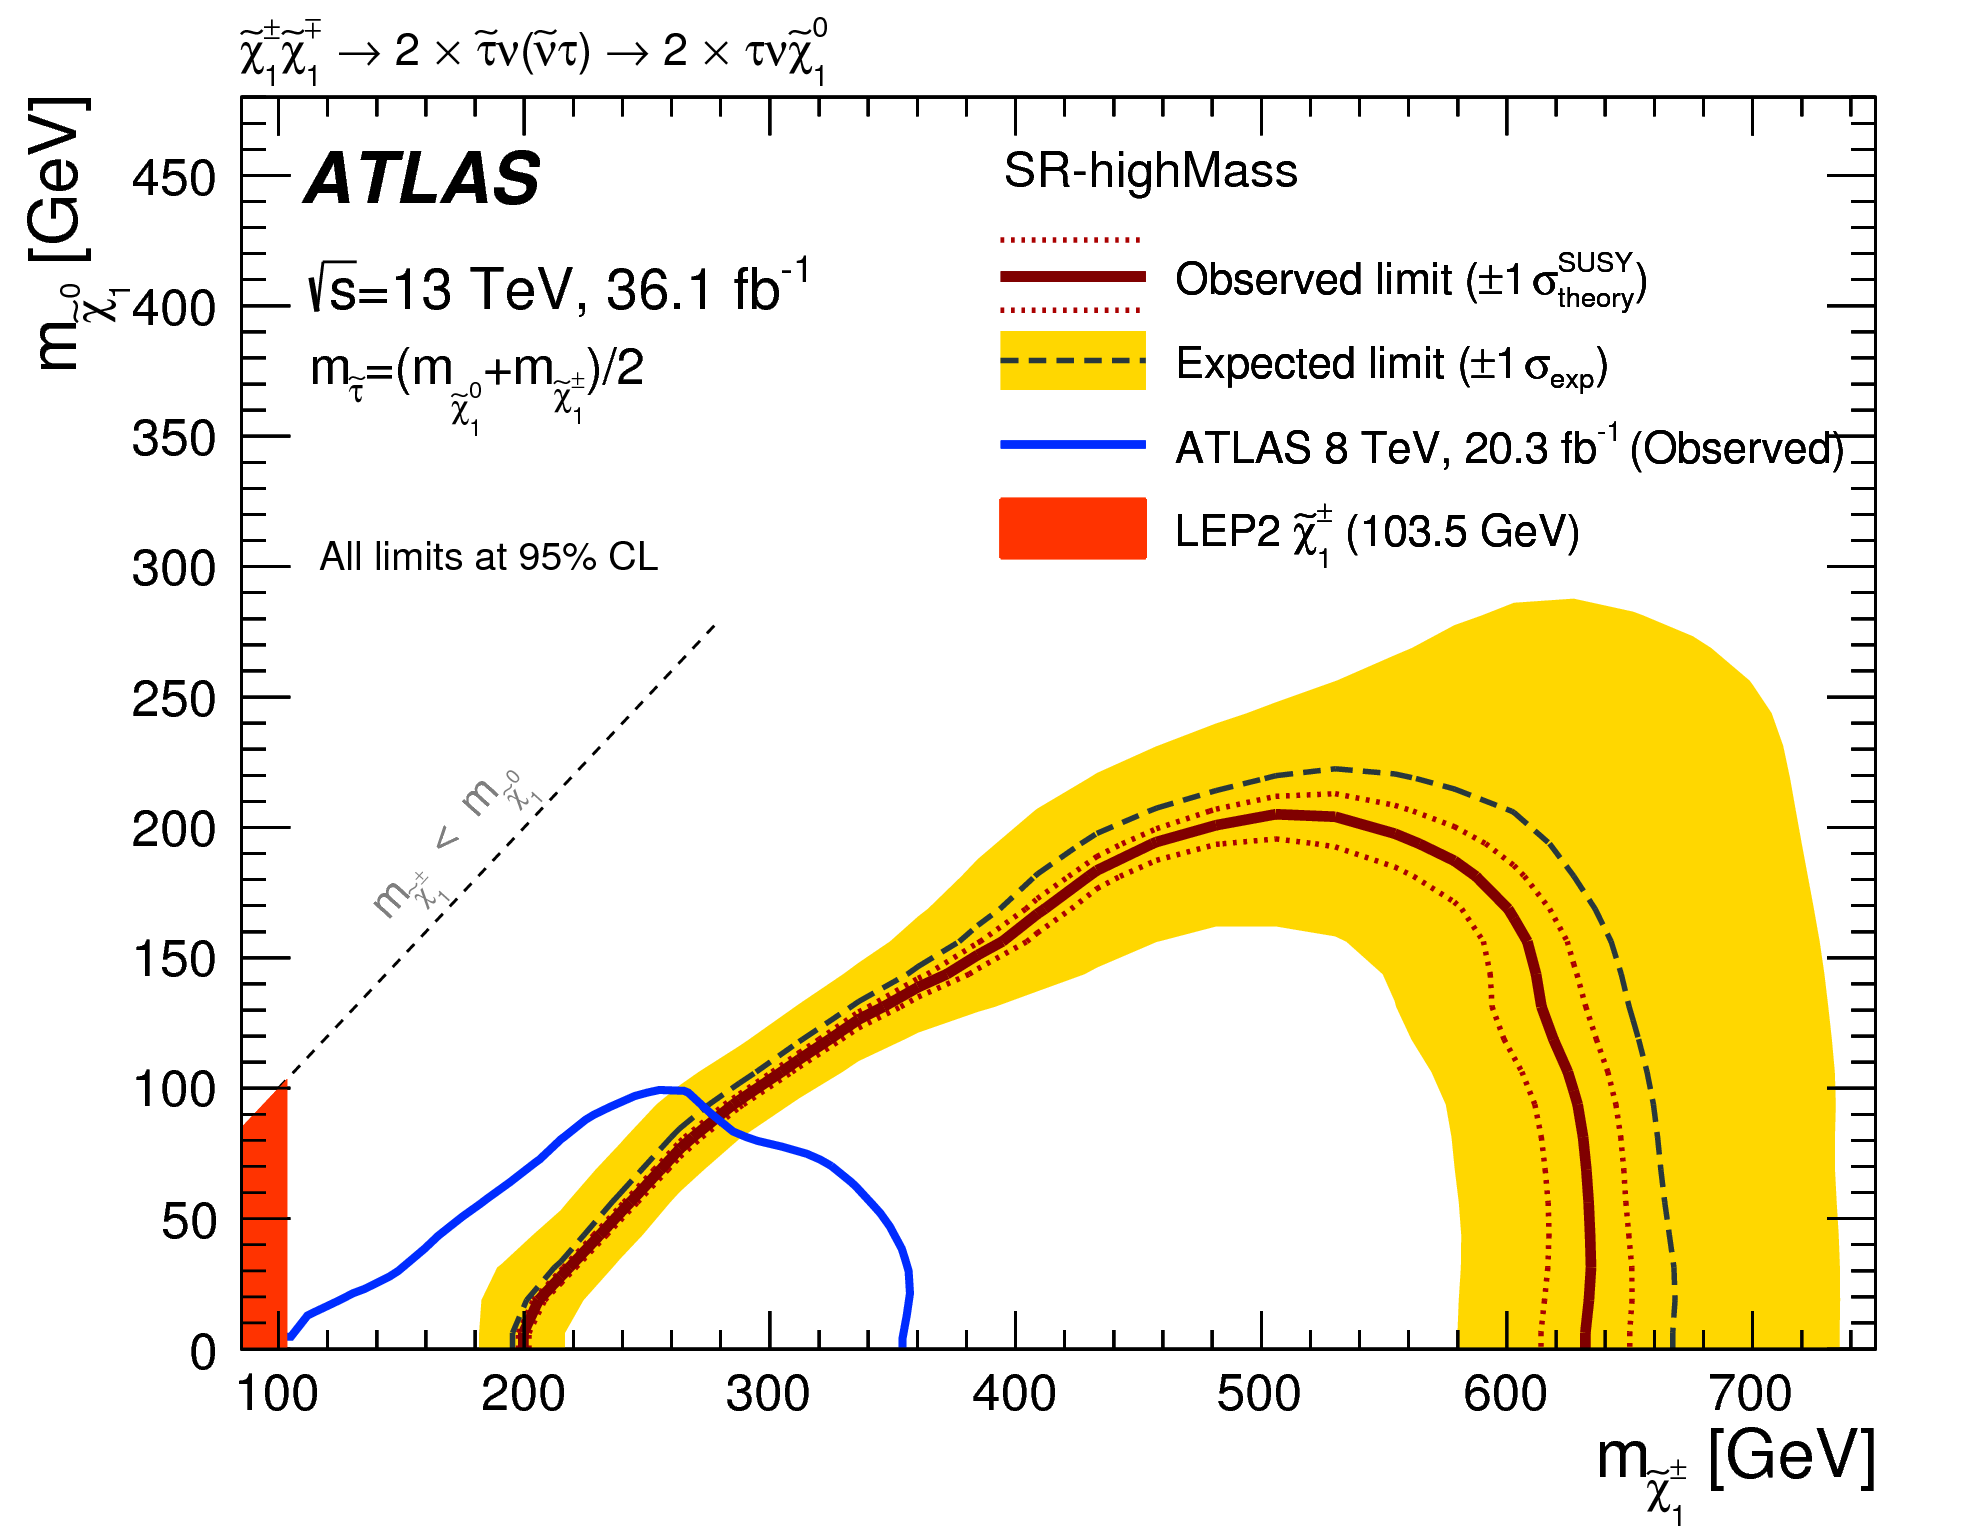 χ̃₁±χ̃₁∓ → 2 × τ̃ν(ν̃τ) → 2 × τνχ̃₁⁰
m_χ̃₁⁰ [GeV]
450
400
350
300
250
200
150
100
50
0
ATLAS
√s=13 TeV, 36.1 fb⁻¹
m_τ̃=(m_χ̃₁⁰+m_χ̃₁±)/2
All limits at 95% CL
SR-highMass
Observed limit (±1 σ_theory^SUSY)
Expected limit (±1 σ_exp)
ATLAS 8 TeV, 20.3 fb⁻¹ (Observed)
LEP2 χ̃₁± (103.5 GeV)
m_χ̃₁± < m_χ̃₁⁰
100 200 300 400 500 600 700
m_χ̃₁± [GeV]